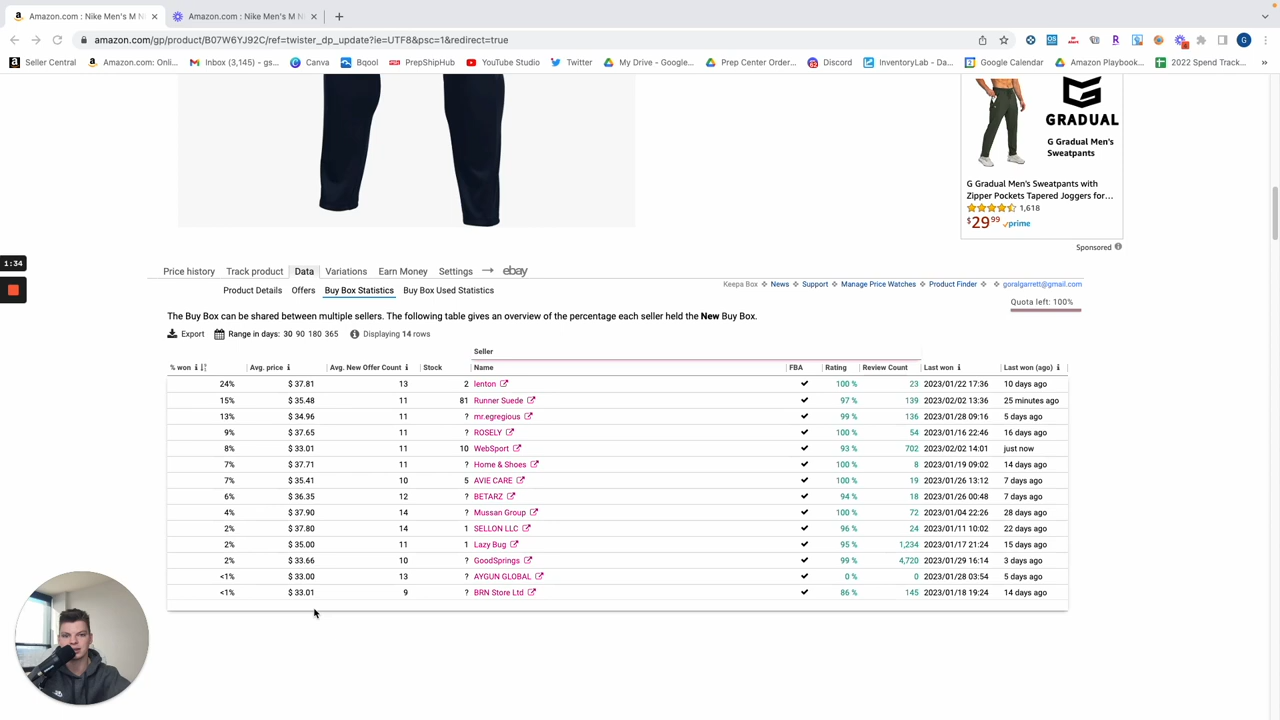 Amazon.com : Nike Men's M N
Amazon.com : Nike Men's M N
amazon.com/gp/product/B07W6YJ92C/ref=twister_dp_update?ie=UTF8&psc=1&redirect=true
Seller Central Amazon.com: Onli... Inbox (3,145) - gs... Canva Bqool PrepShipHub YouTube Studio Twitter My Drive - Google... Prep Center Order... Discord InventoryLab - Da... Google Calendar Amazon Playbook... 2022 Spend Track... »
GRADUAL
G Gradual Men's
Sweatpants
G Gradual Men's Sweatpants with
Zipper Pockets Tapered Joggers for…
1,618
$29⁹⁹ prime
Sponsored
1:34
Price history Track product Data Variations Earn Money Settings → ebay
Keepa Box News Support Manage Price Watches Product Finder goralgarrett@gmail.com
Product Details Offers Buy Box Statistics Buy Box Used Statistics
Quota left: 100%
The Buy Box can be shared between multiple sellers. The following table gives an overview of the percentage each seller held the New Buy Box.
Export Range in days: 30 90 180 365 Displaying 14 rows
Seller
% won Avg. price Avg. New Offer Count Stock Name FBA Rating Review Count Last won Last won (ago)
24% $ 37.81 13 2 lenton ✔ 100 % 23 2023/01/22 17:36 10 days ago
15% $ 35.48 11 81 Runner Suede ✔ 97 % 139 2023/02/02 13:36 25 minutes ago
13% $ 34.96 11 ? mr.egregious ✔ 99 % 136 2023/01/28 09:16 5 days ago
9% $ 37.65 11 ? ROSELY ✔ 100 % 54 2023/01/16 22:46 16 days ago
8% $ 33.01 11 10 WebSport ✔ 93 % 702 2023/02/02 14:01 just now
7% $ 37.71 11 ? Home & Shoes ✔ 100 % 8 2023/01/19 09:02 14 days ago
7% $ 35.41 10 5 AVIE CARE ✔ 100 % 19 2023/01/26 13:12 7 days ago
6% $ 36.35 12 ? BETARZ ✔ 94 % 18 2023/01/26 00:48 7 days ago
4% $ 37.90 14 ? Mussan Group ✔ 100 % 72 2023/01/04 22:26 28 days ago
2% $ 37.80 14 1 SELLON LLC ✔ 96 % 24 2023/01/11 10:02 22 days ago
2% $ 35.00 11 1 Lazy Bug ✔ 95 % 1,234 2023/01/17 21:24 15 days ago
2% $ 33.66 10 ? GoodSprings ✔ 99 % 4,720 2023/01/29 16:14 3 days ago
<1% $ 33.00 13 ? AYGUN GLOBAL ✔ 0 % 0 2023/01/28 03:54 5 days ago
<1% $ 33.01 9 ? BRN Store Ltd ✔ 86 % 145 2023/01/18 19:24 14 days ago